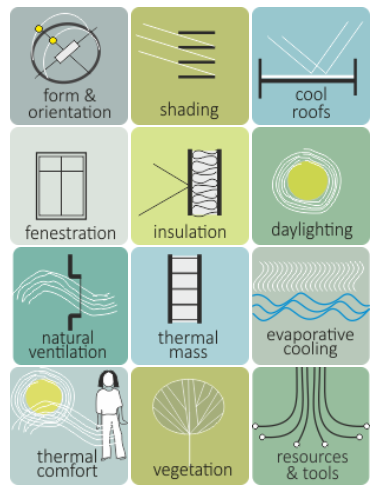 form &
orientation
shading
cool
roofs
fenestration
insulation
daylighting
natural
ventilation
thermal
mass
evaporative
cooling
thermal
comfort
vegetation
resources
& tools